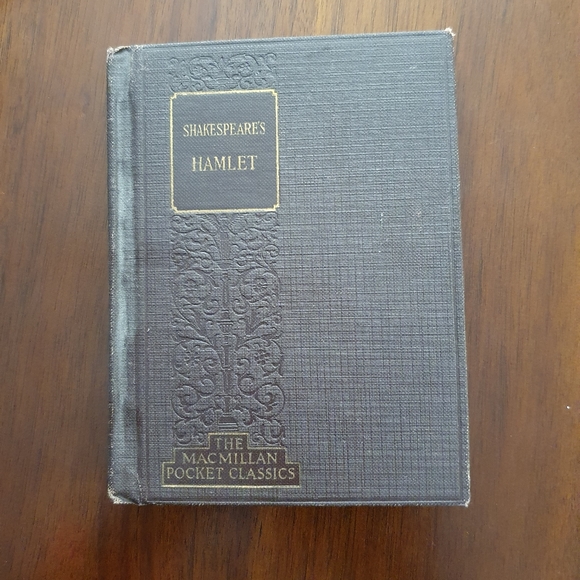 SHAKESPEARE'S
HAMLET
THE
MACMILLAN
POCKET CLASSICS